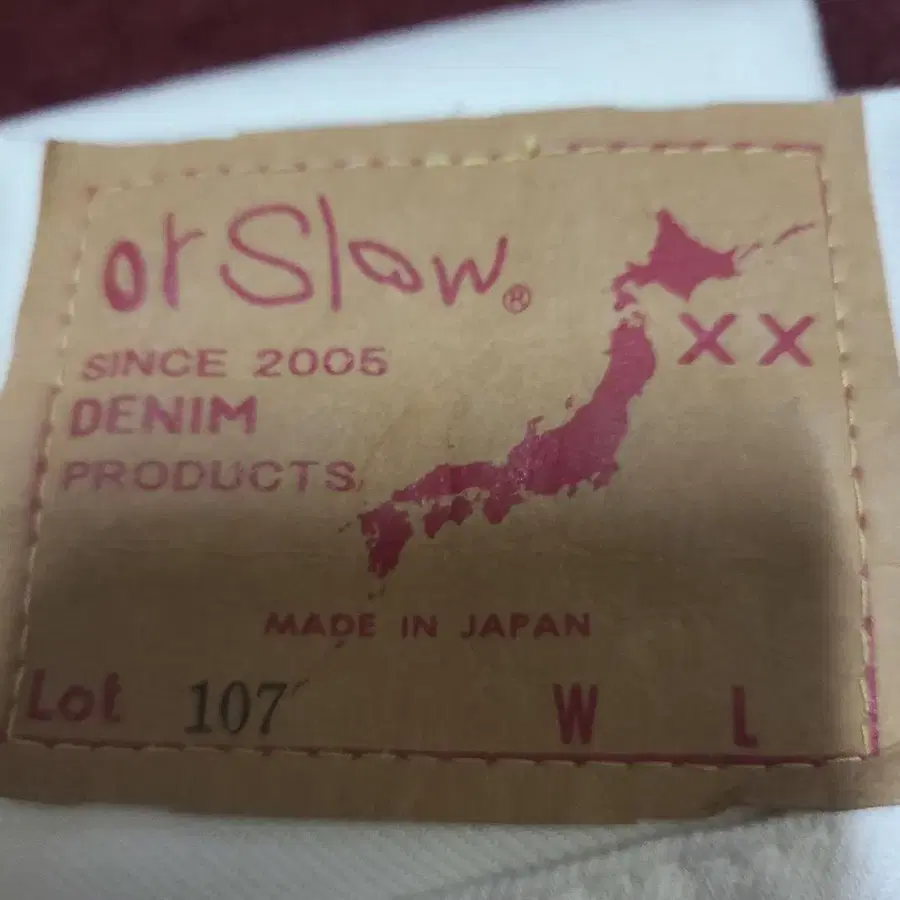 orSlow®
XX
SINCE 2005
DENIM
PRODUCTS
MADE IN JAPAN
Lot 107 W L